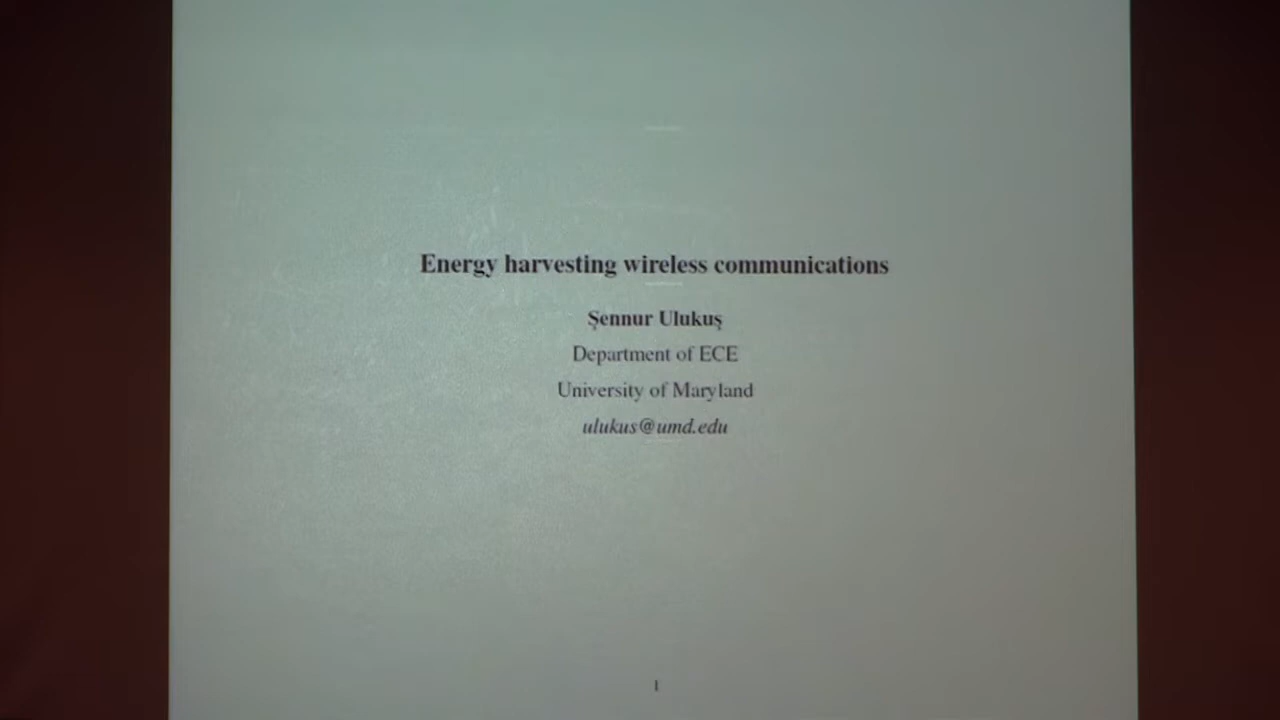 Energy harvesting wireless communications
Şennur Ulukuş
Department of ECE
University of Maryland
ulukus@umd.edu
1